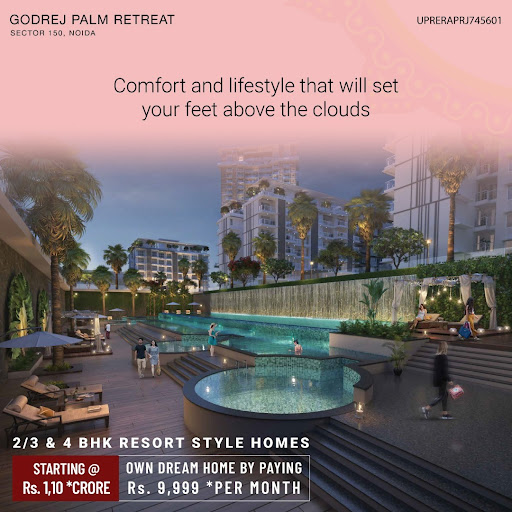 GODREJ PALM RETREAT
SECTOR 150, NOIDA
UPRERAPRJ745601
Comfort and lifestyle that will set
your feet above the clouds
2/3 & 4 BHK RESORT STYLE HOMES
STARTING @
Rs. 1,10 *CRORE
OWN DREAM HOME BY PAYING
Rs. 9,999 *PER MONTH